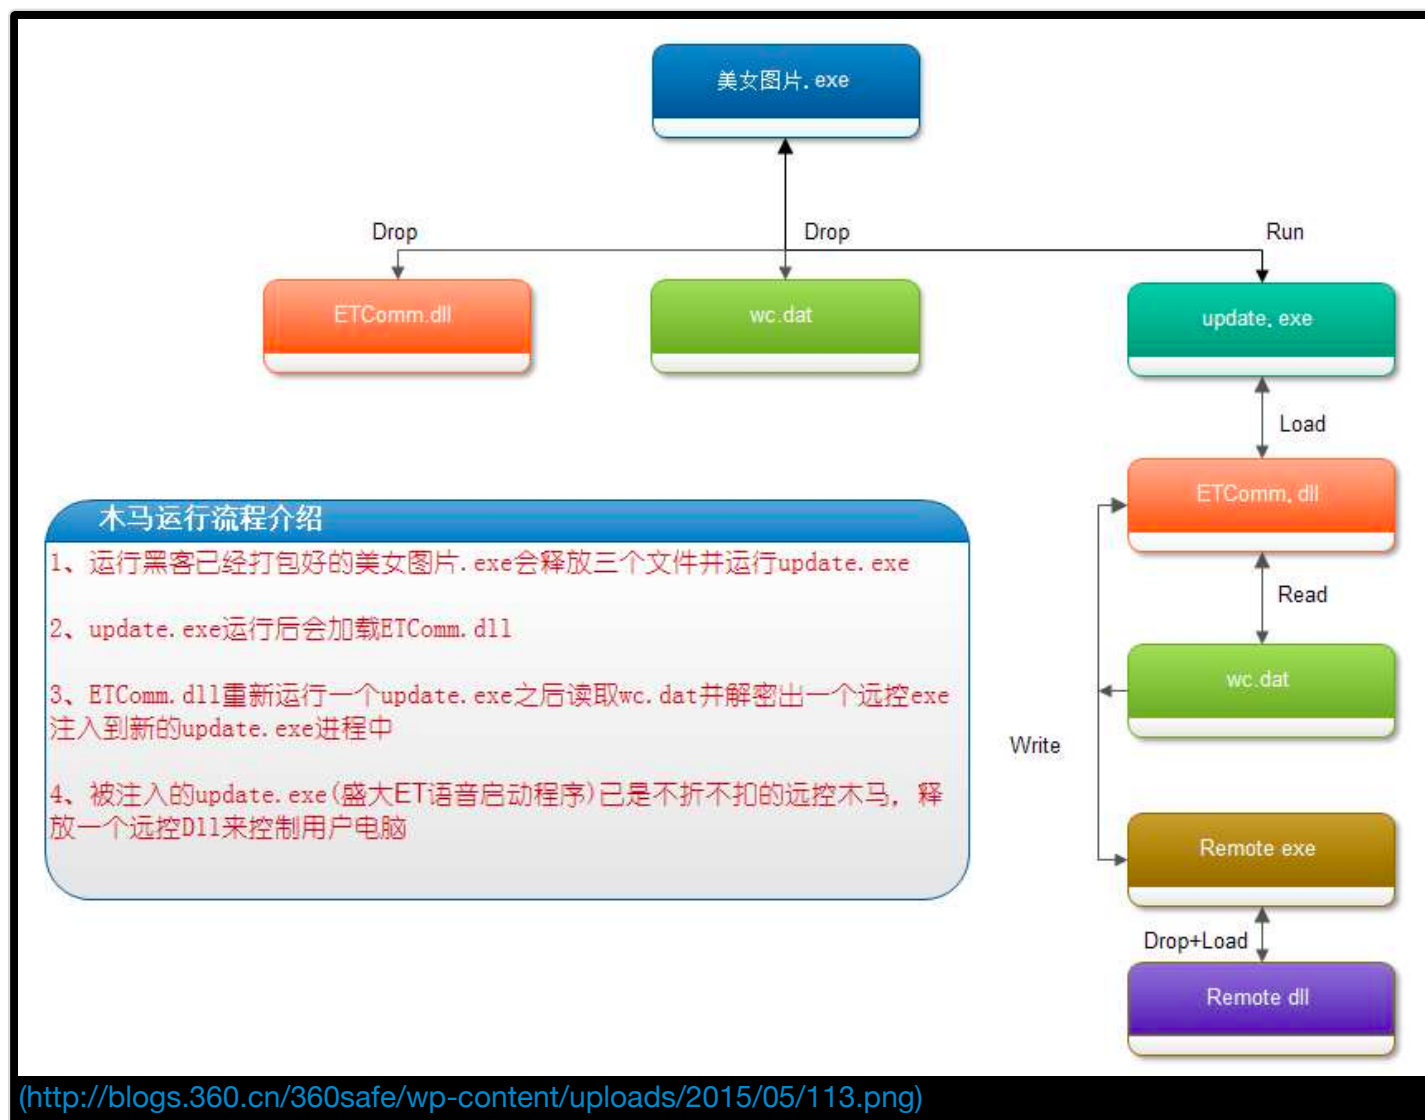 美女图片.exe
Drop
Drop
Run
ETComm.dll
wc.dat
update.exe
Load
ETComm.dll
Read
wc.dat
Write
Remote exe
Drop+Load
Remote dll
木马运行流程介绍
1、运行黑客已经打包好的美女图片.exe会释放三个文件并运行update.exe
2、update.exe运行后会加载ETComm.dll
3、ETComm.dll重新运行一个update.exe之后读取wc.dat并解密出一个远控exe
注入到新的update.exe进程中
4、被注入的update.exe(盛大ET语音启动程序)已是不折不扣的远控木马，释
放一个远控Dll来控制用户电脑
(http://blogs.360.cn/360safe/wp-content/uploads/2015/05/113.png)